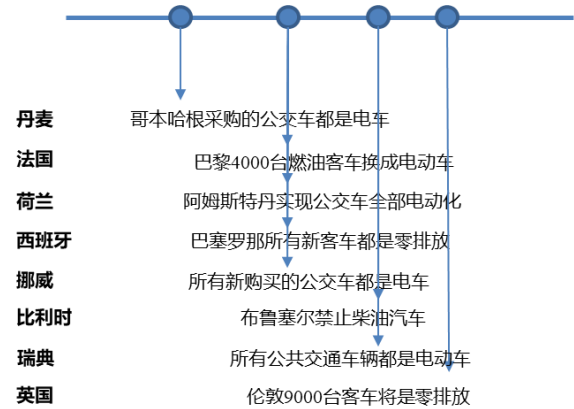 丹麦 哥本哈根采购的公交车都是电车
法国 巴黎4000台燃油客车换成电动车
荷兰 阿姆斯特丹实现公交车全部电动化
西班牙 巴塞罗那所有新客车都是零排放
挪威 所有新购买的公交车都是电车
比利时 布鲁塞尔禁止柴油汽车
瑞典 所有公共交通车辆都是电动车
英国 伦敦9000台客车将是零排放